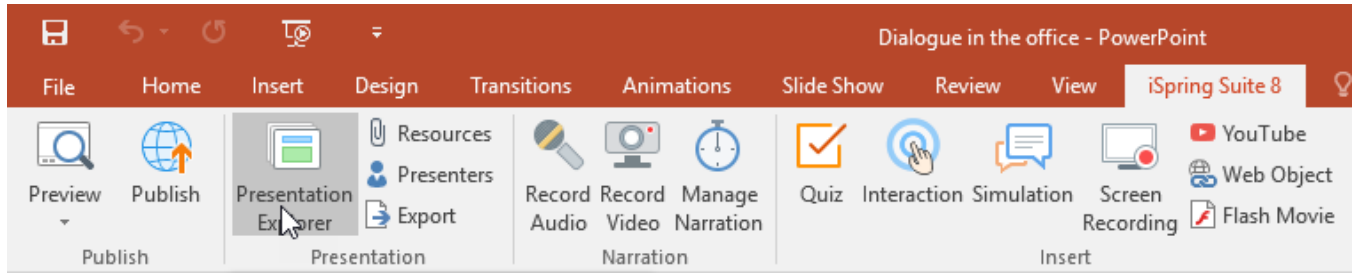 Dialogue in the office - PowerPoint
File Home Insert Design Transitions Animations Slide Show Review View iSpring Suite 8
Preview
Publish
Publish
Presentation
Explorer
Resources
Presenters
Export
Presentation
Record
Audio
Record
Video
Manage
Narration
Narration
Quiz
Interaction
Simulation
Screen
Recording
YouTube
Web Object
Flash Movie
Insert